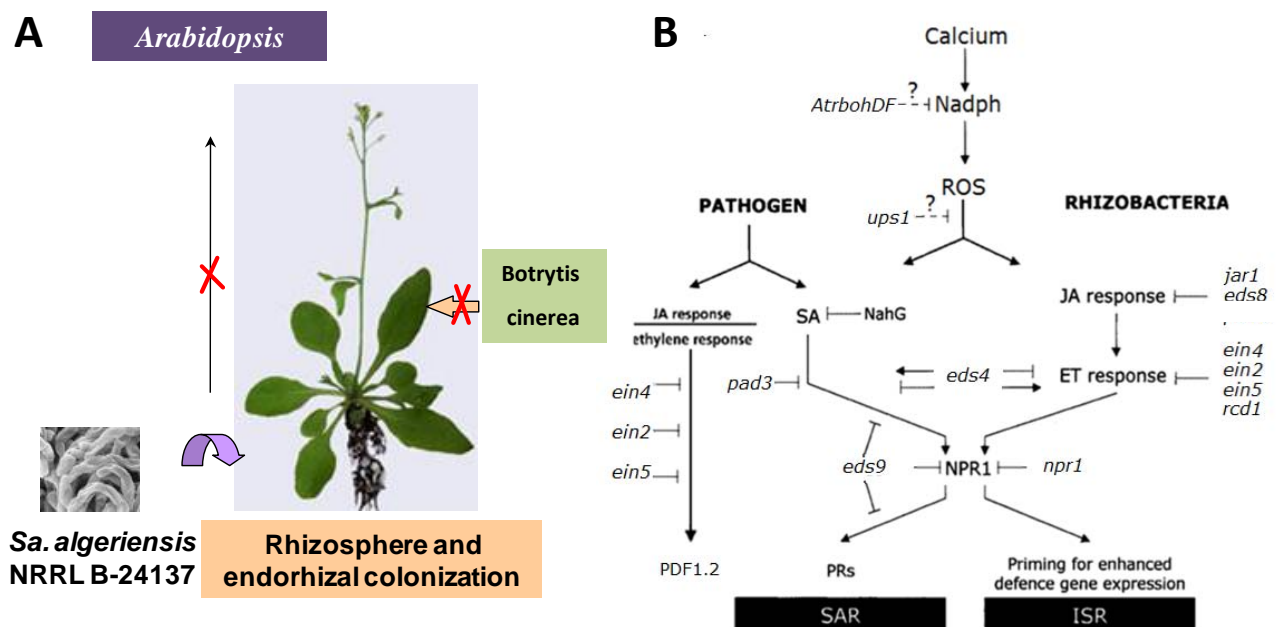 A
Arabidopsis
Botrytis
cinerea
Sa. algeriensis
NRRL B-24137
Rhizosphere and
endorhizal colonization
B
Calcium
?
AtrbohDF
Nadph
ROS
PATHOGEN
?
ups1
RHIZOBACTERIA
jar1
eds8
JA response
JA response
ethylene response
SA
NahG
ein4
ein2
ein5
rcd1
ET response
eds4
pad3
ein4
ein2
ein5
eds9
NPR1
npr1
PDF1.2
PRs
Priming for enhanced
defence gene expression
SAR
ISR